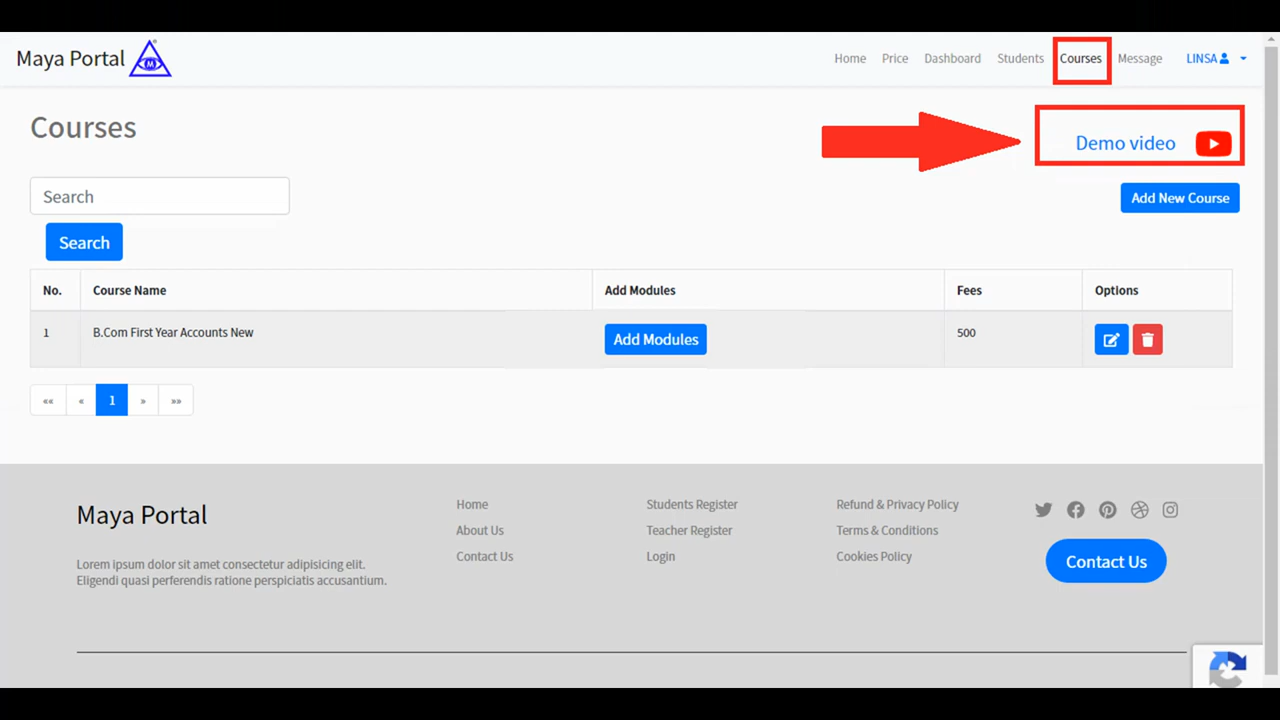 Maya Portal
Home Price Dashboard Students Courses Message LINSA
Courses
Demo video
Search
Add New Course
Search
No. Course Name Add Modules Fees Options
1 B.Com First Year Accounts New Add Modules 500
«« « 1 » »»
Maya Portal
Lorem ipsum dolor sit amet consectetur adipisicing elit.
Eligendi quasi perferendis ratione perspiciatis accusantium.
Home
About Us
Contact Us
Students Register
Teacher Register
Login
Refund & Privacy Policy
Terms & Conditions
Cookies Policy
Contact Us